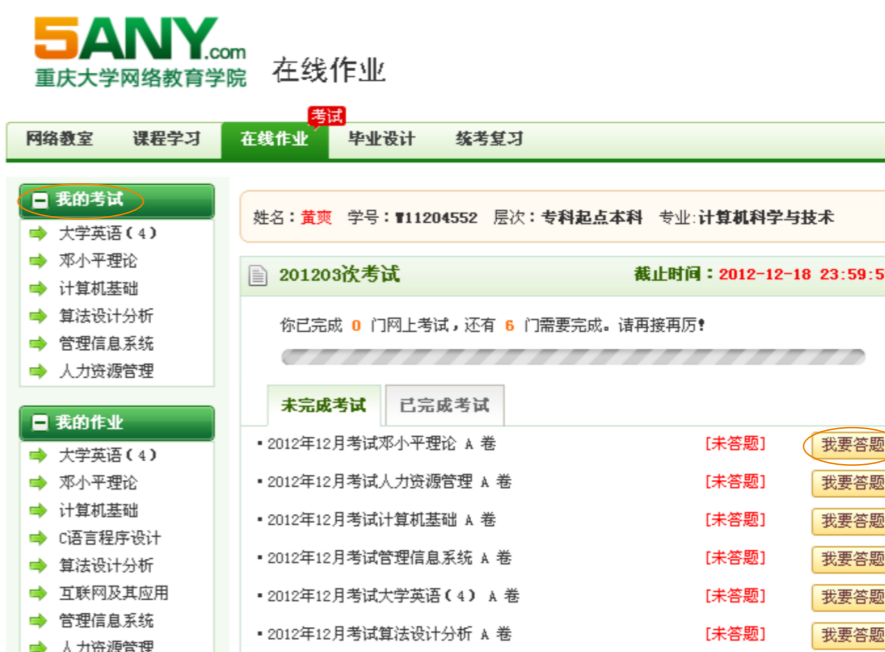 5ANY.com
重庆大学网络教育学院
在线作业
考试
网络教室 课程学习 在线作业 毕业设计 统考复习
我的考试
大学英语(4)
邓小平理论
计算机基础
算法设计分析
管理信息系统
人力资源管理
我的作业
大学英语(4)
邓小平理论
计算机基础
C语言程序设计
算法设计分析
互联网及其应用
管理信息系统
人力资源管理
姓名:黄爽 学号:W11204552 层次:专科起点本科 专业:计算机科学与技术
201203次考试 截止时间:2012-12-18 23:59:5
你已完成 0 门网上考试,还有 6 门需要完成。请再接再厉!
未完成考试 已完成考试
2012年12月考试邓小平理论 A 卷 [未答题] 我要答题
2012年12月考试人力资源管理 A 卷 [未答题] 我要答题
2012年12月考试计算机基础 A 卷 [未答题] 我要答题
2012年12月考试管理信息系统 A 卷 [未答题] 我要答题
2012年12月考试大学英语(4) A 卷 [未答题] 我要答题
2012年12月考试算法设计分析 A 卷 [未答题] 我要答题